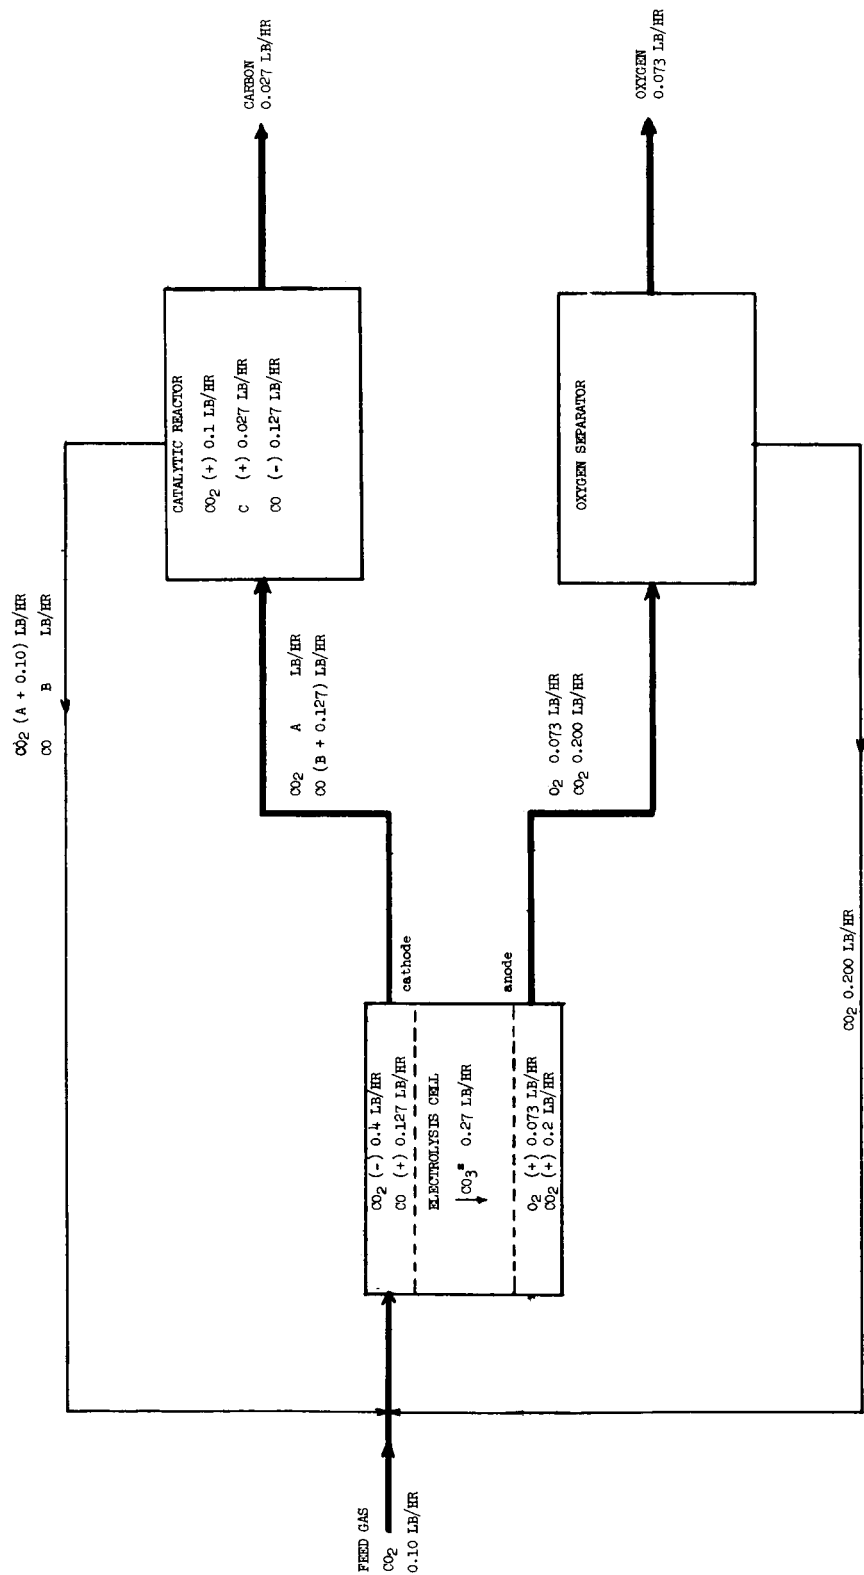 FEED GAS
CO2
0.10 LB/HR
CO2 (A + 0.10) LB/HR
CO B LB/HR
CO2 (-) 0.4 LB/HR
CO (+) 0.127 LB/HR
ELECTROLYSIS CELL
CO3= 0.27 LB/HR
O2 (+) 0.073 LB/HR
CO2 (+) 0.2 LB/HR
cathode
anode
CO2 A LB/HR
CO (B + 0.127) LB/HR
O2 0.073 LB/HR
CO2 0.200 LB/HR
CATALYTIC REACTOR
CO2 (+) 0.1 LB/HR
C (+) 0.027 LB/HR
CO (-) 0.127 LB/HR
OXYGEN SEPARATOR
CARBON
0.027 LB/HR
OXYGEN
0.073 LB/HR
CO2 0.200 LB/HR